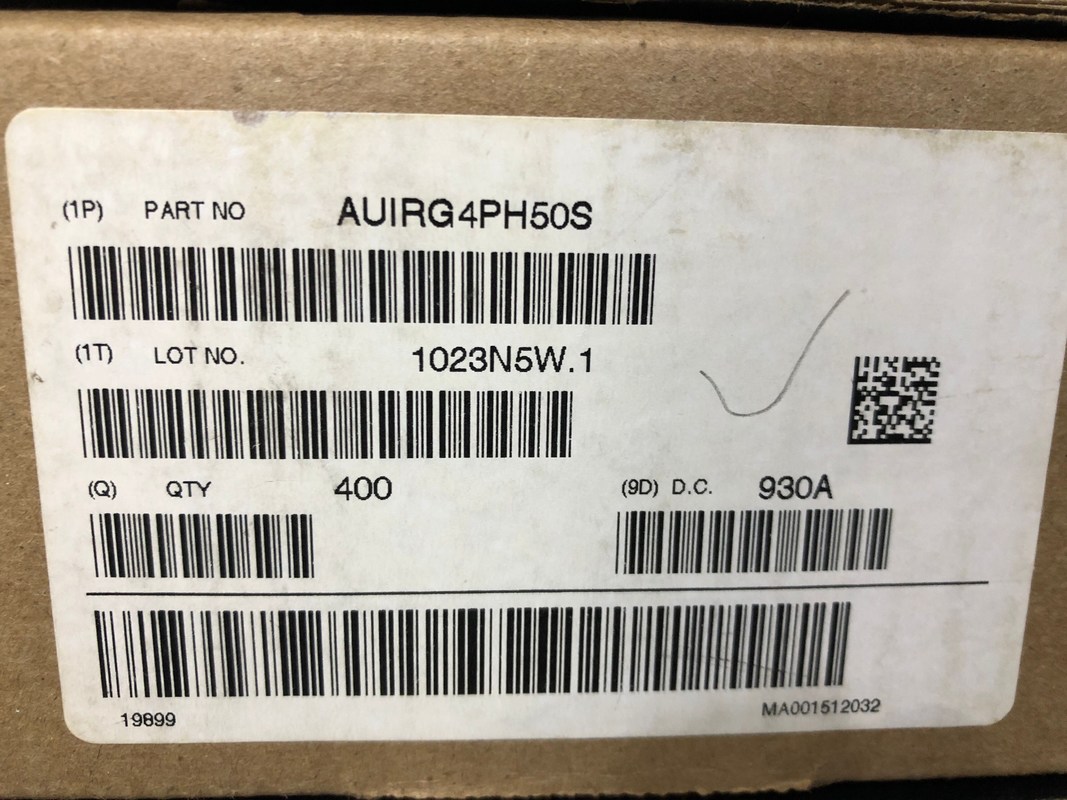 (1P) PART NO AUIRG4PH50S
(1T) LOT NO. 1023N5W.1
(Q) QTY 400 (9D) D.C. 930A
19899 MA001512032